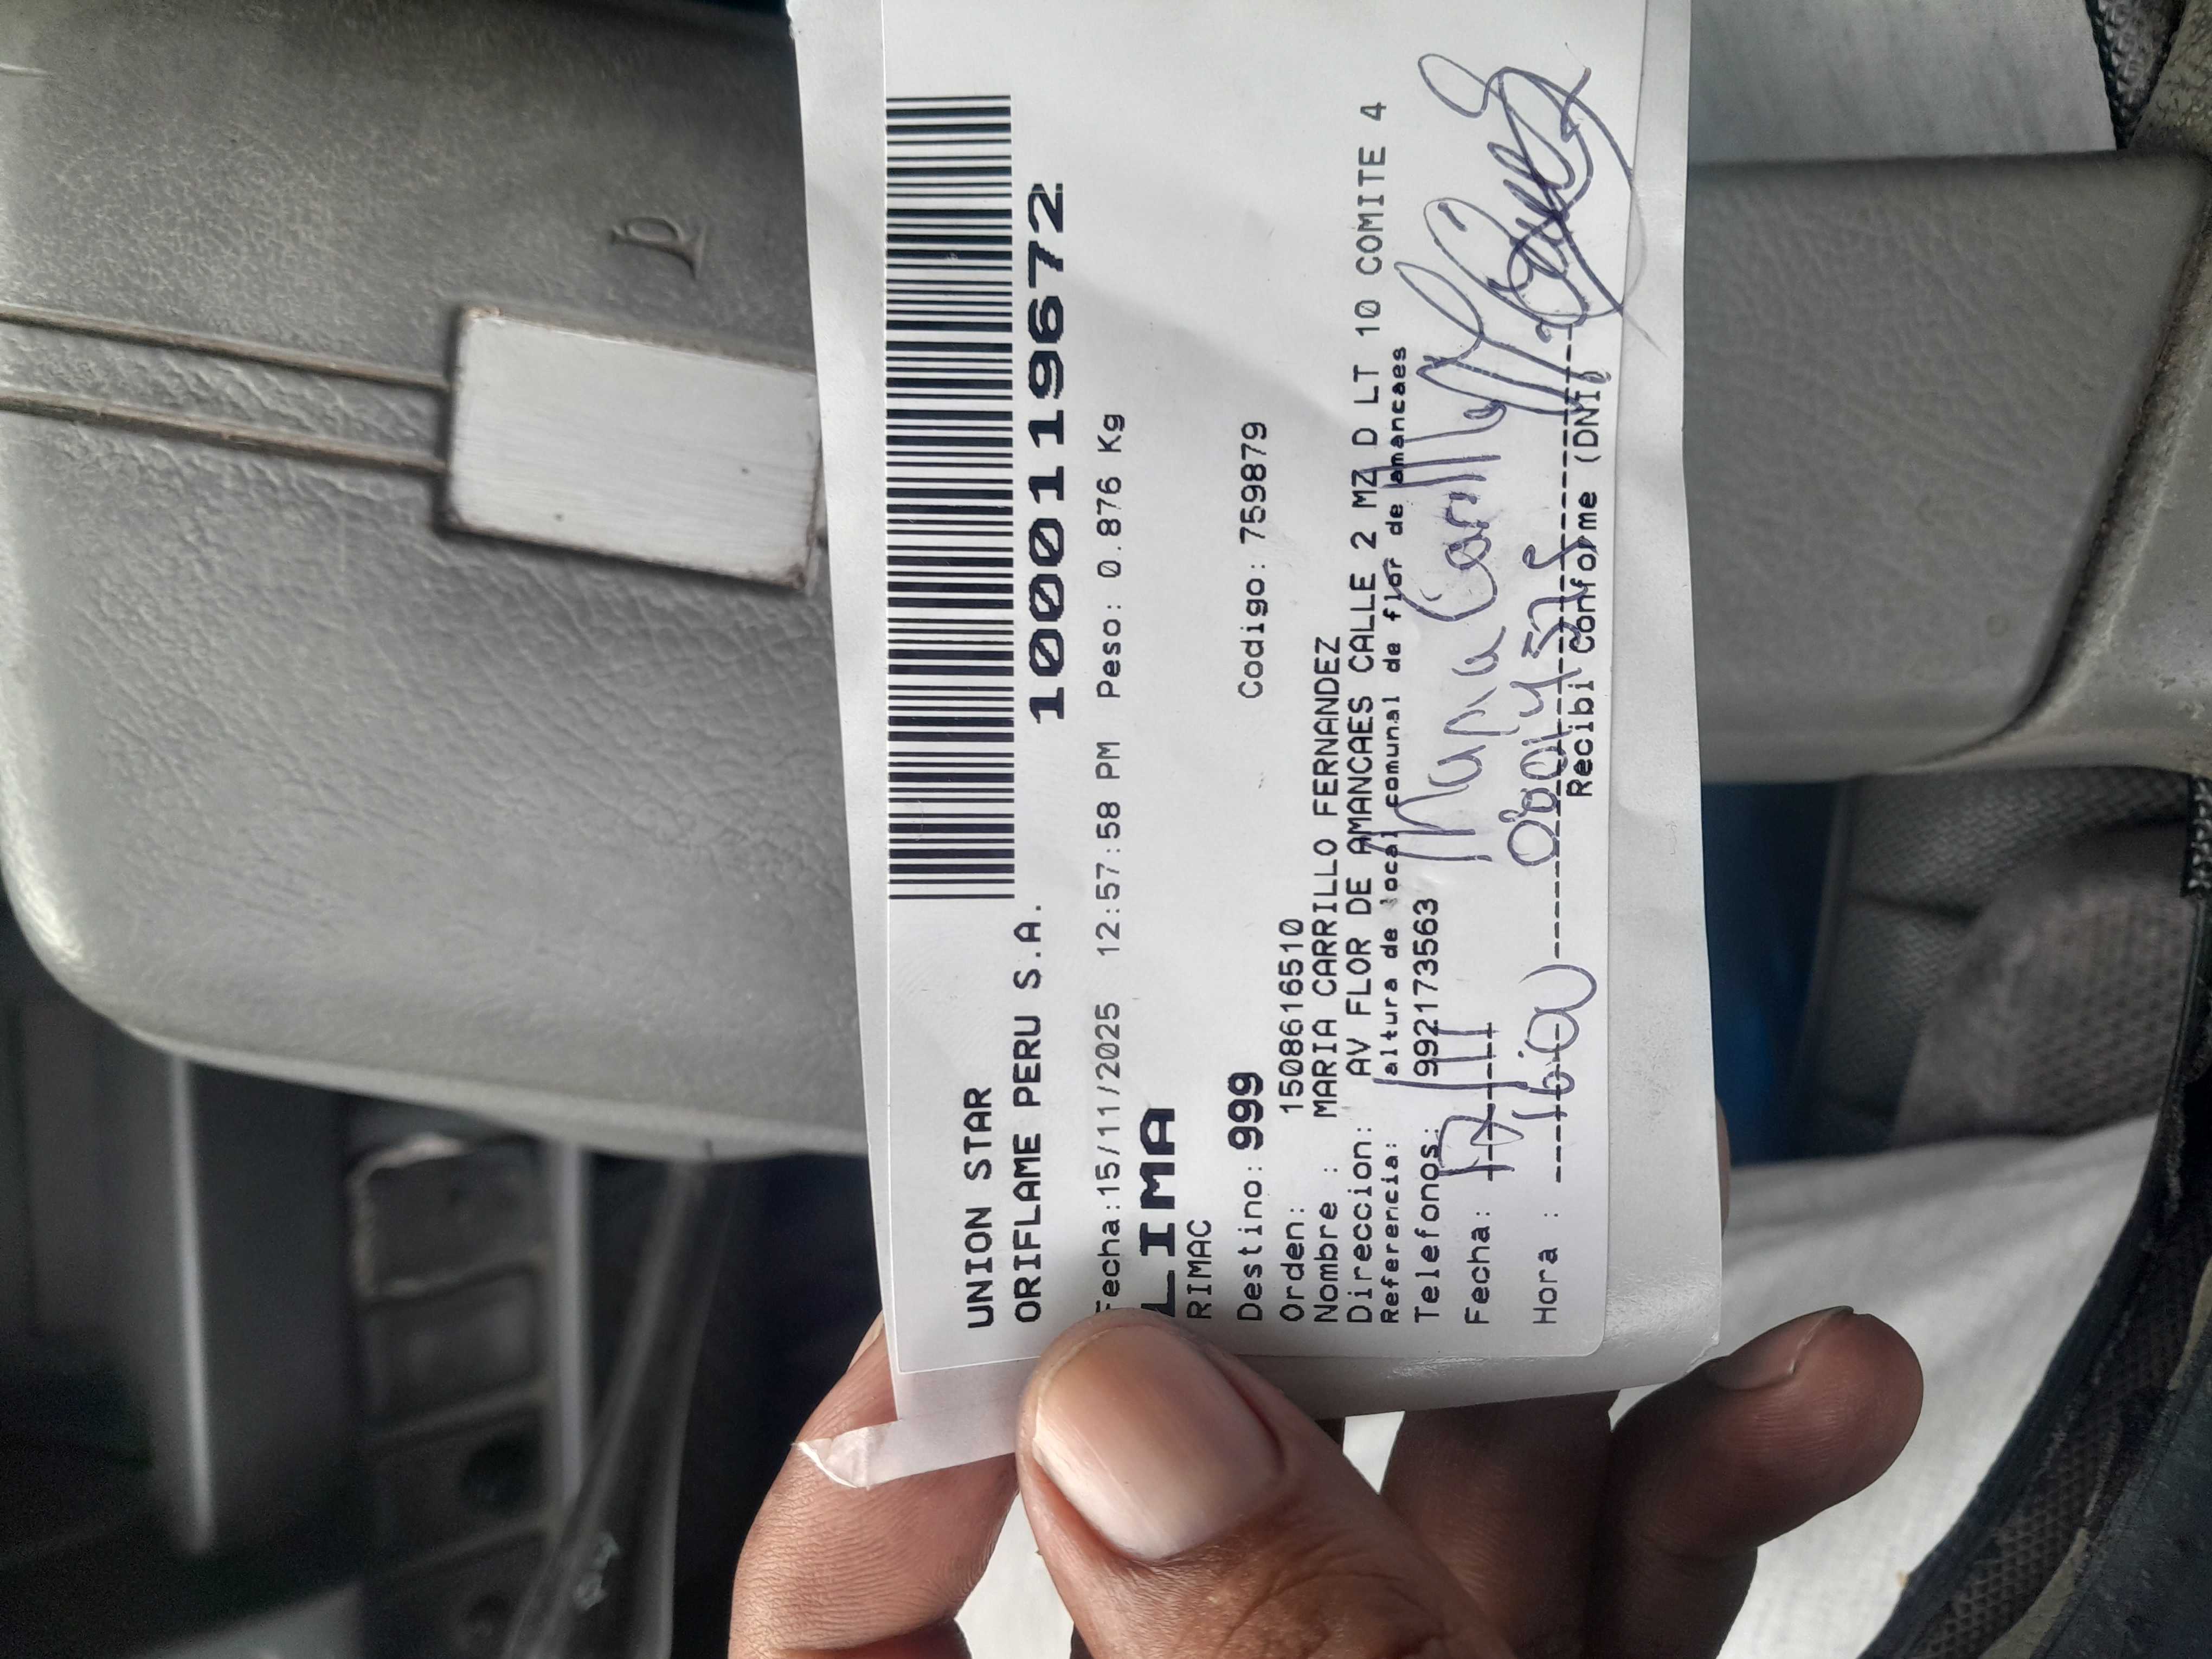 UNION STAR
ORIFLAME PERU S.A. 1000119672
Fecha:15/11/2025 12:57:58 PM Peso: 0.876 Kg
LIMA
RIMAC
Destino: 999 Codigo: 759879
Orden: 1508616510
Nombre : MARIA CARRILLO FERNANDEZ
Direccion: AV FLOR DE AMANCAES CALLE 2 MZ D LT 10 COMITE 4
Referencia: altura de local comunal de flor de amancaes
Telefonos: 992173563
Fecha: 17/11 Maria Carrillo
Hora :
Recibi Conforme (DNI)